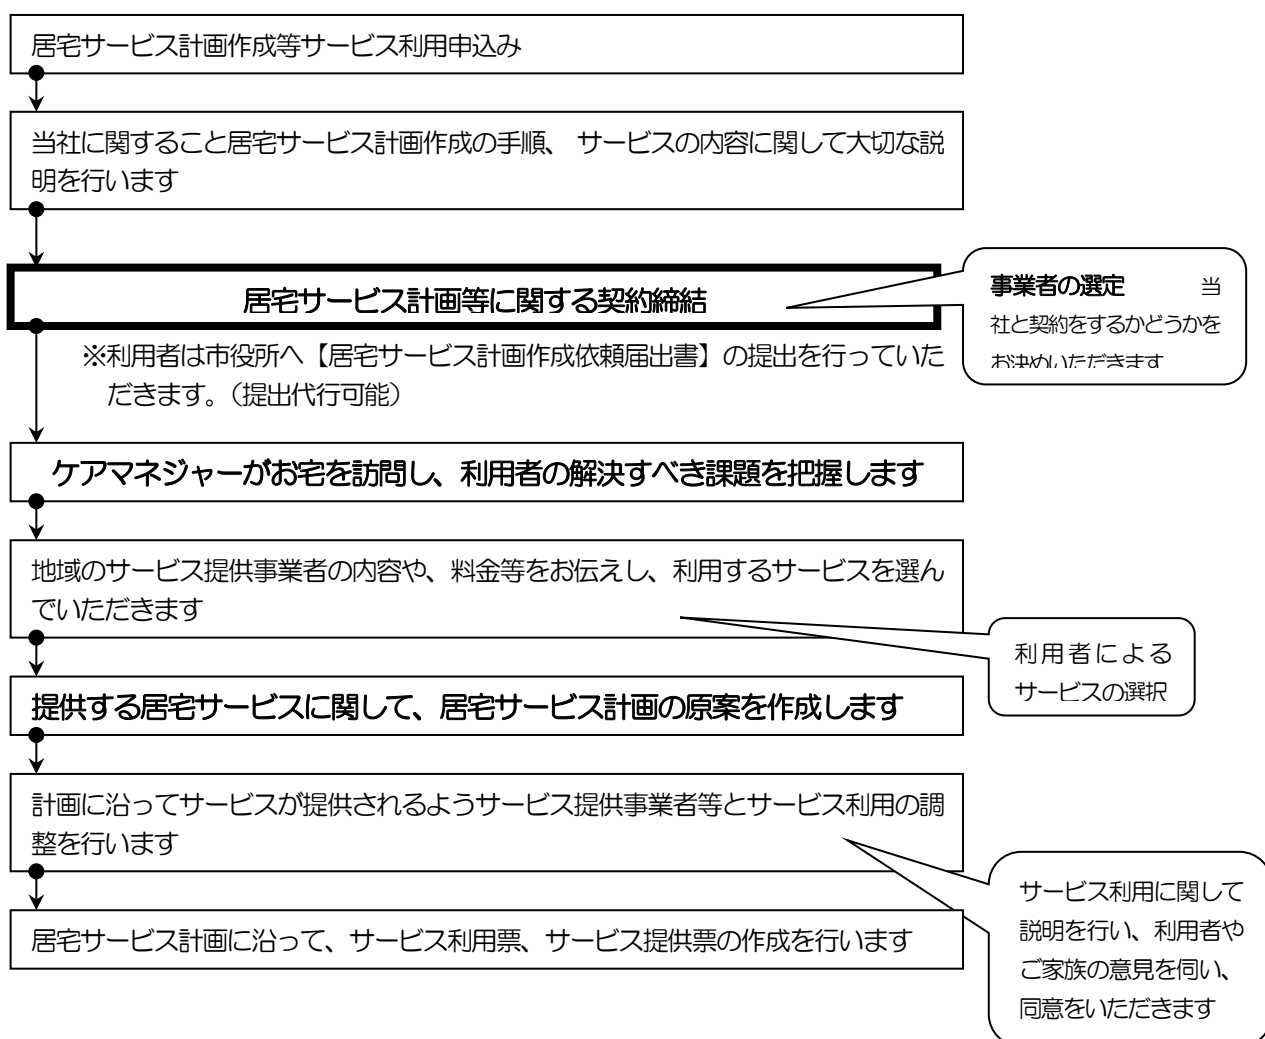 居宅サービス計画作成等サービス利用申込み
当社に関すること居宅サービス計画作成の手順、 サービスの内容に関して大切な説
明を行います
居宅サービス計画等に関する契約締結
事業者の選定 当
社と契約をするかどうかを
お決めいただきます
※利用者は市役所へ【居宅サービス計画作成依頼届出書】の提出を行っていた
だきます。（提出代行可能）
ケアマネジャーがお宅を訪問し、利用者の解決すべき課題を把握します
地域のサービス提供事業者の内容や、料金等をお伝えし、利用するサービスを選ん
でいただきます
利用者による
サービスの選択
提供する居宅サービスに関して、居宅サービス計画の原案を作成します
計画に沿ってサービスが提供されるようサービス提供事業者等とサービス利用の調
整を行います
サービス利用に関して
説明を行い、利用者や
ご家族の意見を伺い、
同意をいただきます
居宅サービス計画に沿って、サービス利用票、サービス提供票の作成を行います